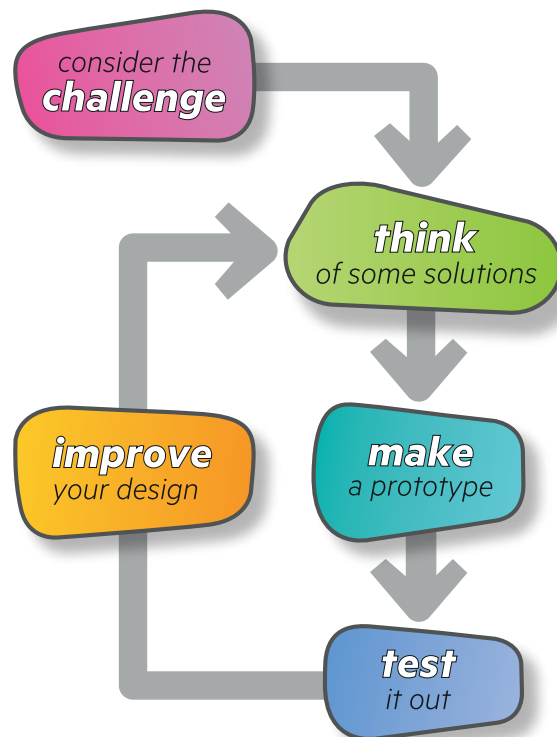 consider the
challenge
think
of some solutions
make
a prototype
test
it out
improve
your design